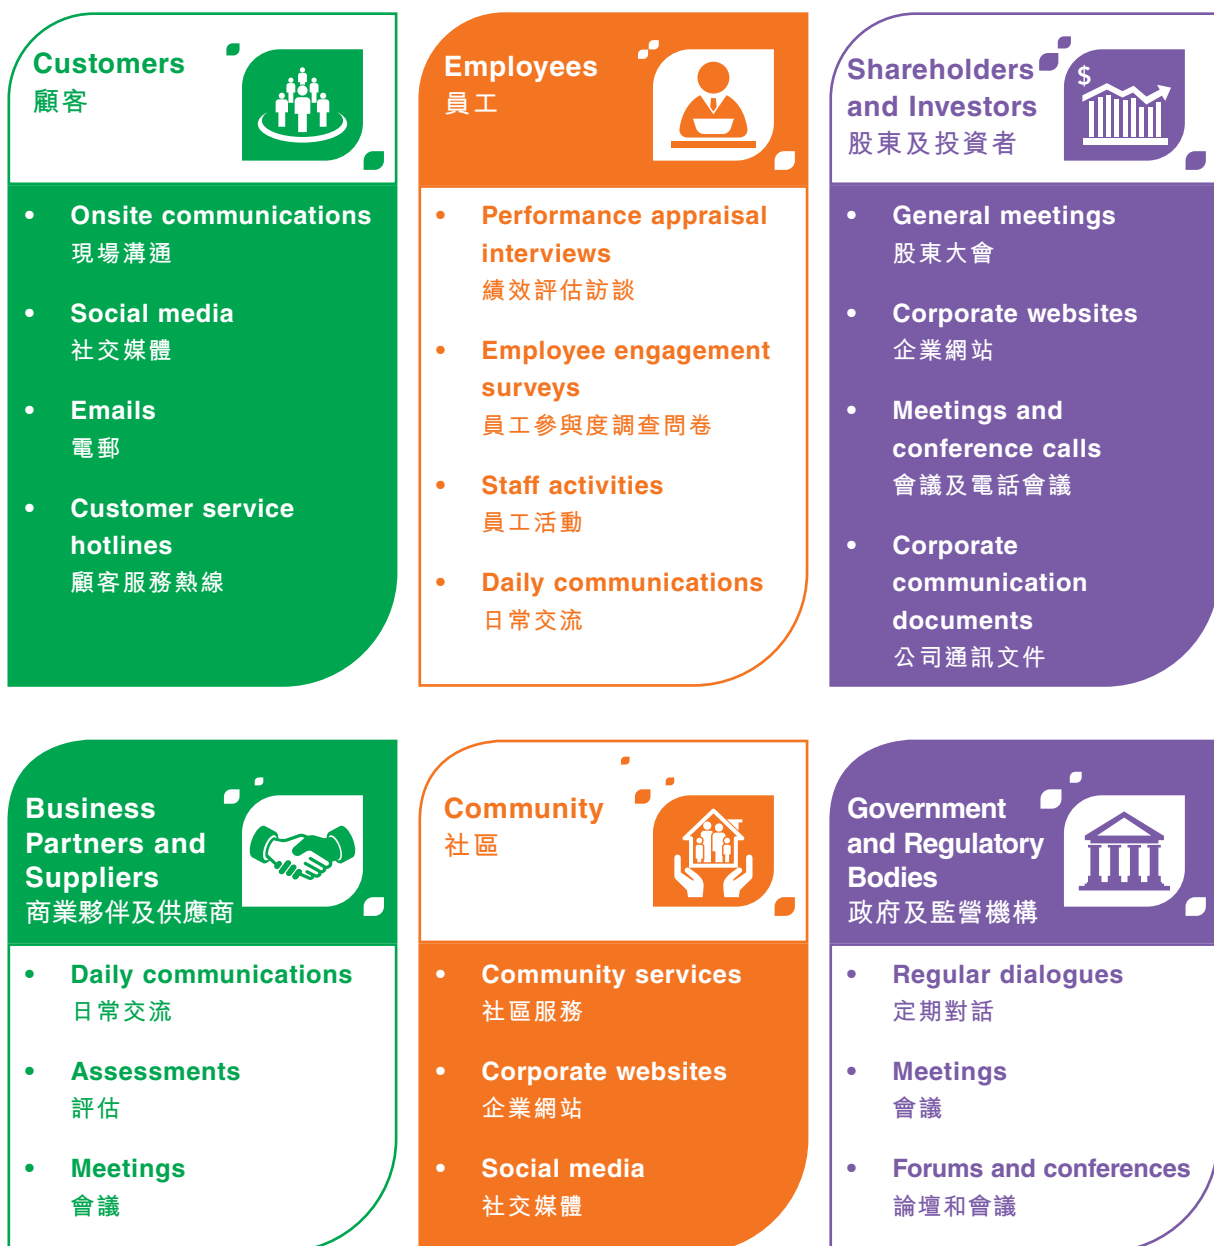 Customers
顧客
• Onsite communications
現場溝通
• Social media
社交媒體
• Emails
電郵
• Customer service
hotlines
顧客服務熱線
Employees
員工
• Performance appraisal
interviews
績效評估訪談
• Employee engagement
surveys
員工參與度調查問卷
• Staff activities
員工活動
• Daily communications
日常交流
Shareholders
and Investors
股東及投資者
$
• General meetings
股東大會
• Corporate websites
企業網站
• Meetings and
conference calls
會議及電話會議
• Corporate
communication
documents
公司通訊文件
Business
Partners and
Suppliers
商業夥伴及供應商
• Daily communications
日常交流
• Assessments
評估
• Meetings
會議
Community
社區
• Community services
社區服務
• Corporate websites
企業網站
• Social media
社交媒體
Government
and Regulatory
Bodies
政府及監營機構
• Regular dialogues
定期對話
• Meetings
會議
• Forums and conferences
論壇和會議